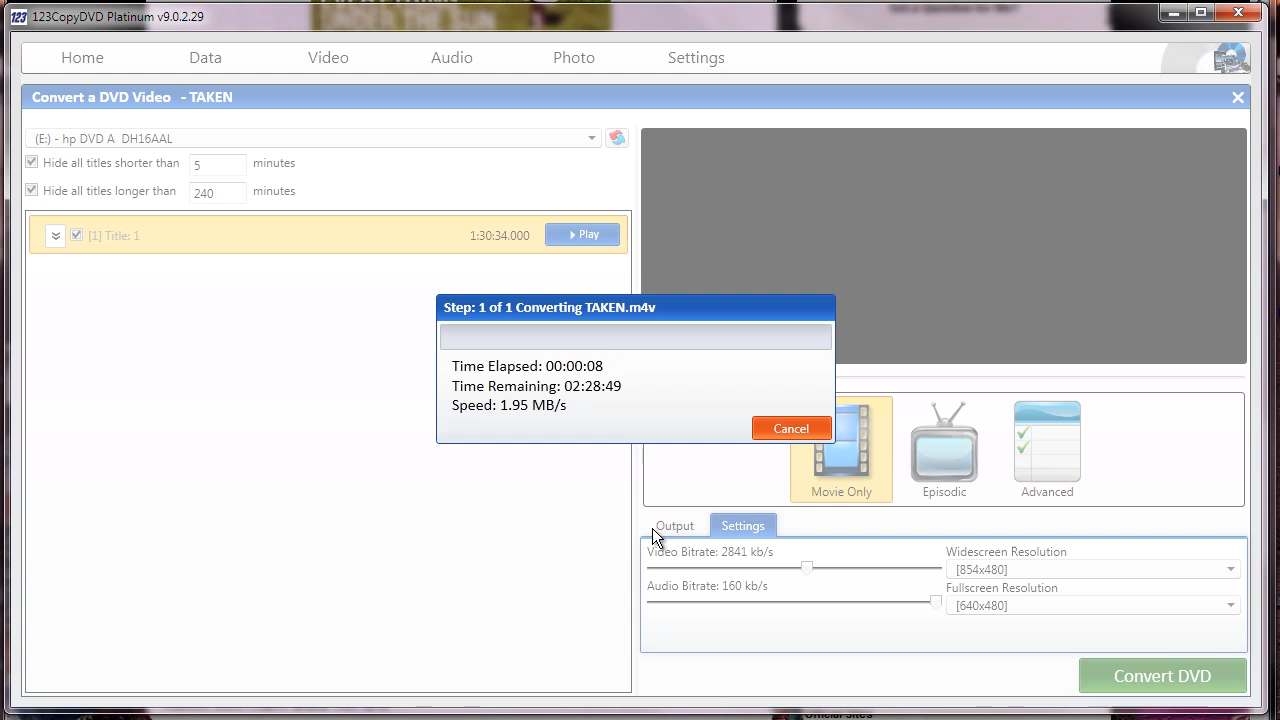 123 123CopyDVD Platinum v9.0.2.29
Home Data Video Audio Photo Settings
Convert a DVD Video - TAKEN
(E:) - hp DVD A DH16AAL
Hide all titles shorter than 5 minutes
Hide all titles longer than 240 minutes
[1] Title: 1 1:30:34.000 Play
Step: 1 of 1 Converting TAKEN.m4v
Time Elapsed: 00:00:08
Time Remaining: 02:28:49
Speed: 1.95 MB/s
Cancel
Movie Only Episodic Advanced
Output Settings
Video Bitrate: 2841 kb/s
Audio Bitrate: 160 kb/s
Widescreen Resolution
[854x480]
Fullscreen Resolution
[640x480]
Convert DVD